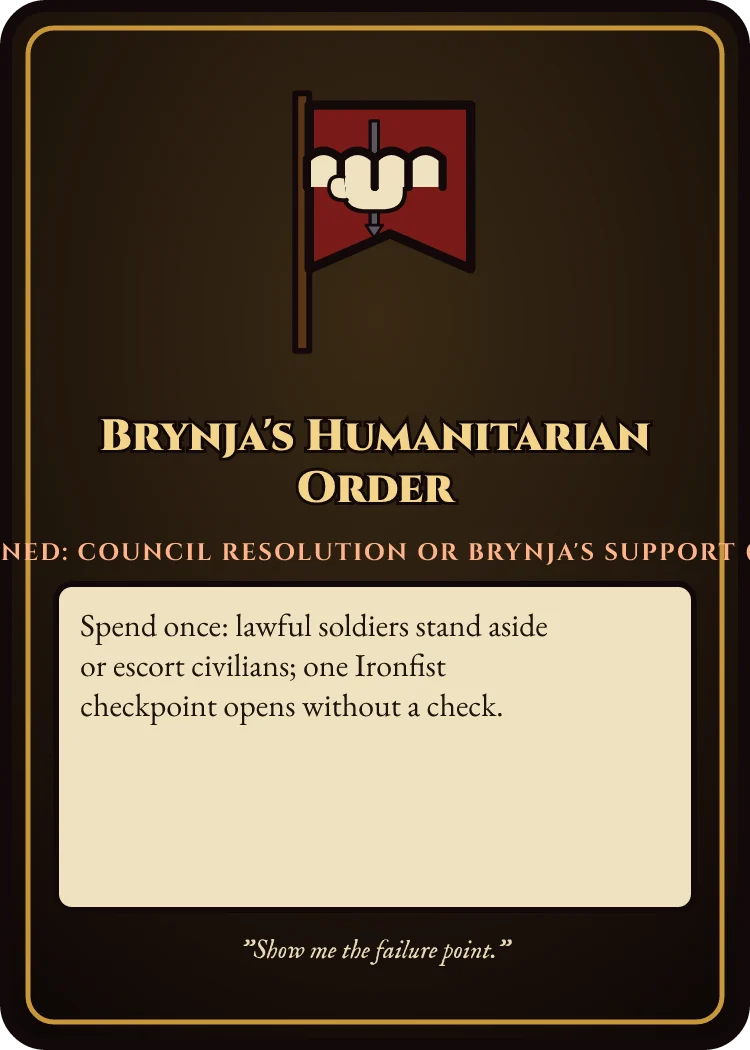 Brynja's Humanitarian
Order
NED: COUNCIL RESOLUTION OR BRYNJA'S SUPPORT
Spend once: lawful soldiers stand aside
or escort civilians; one Ironfist
checkpoint opens without a check.
”Show me the failure point.”